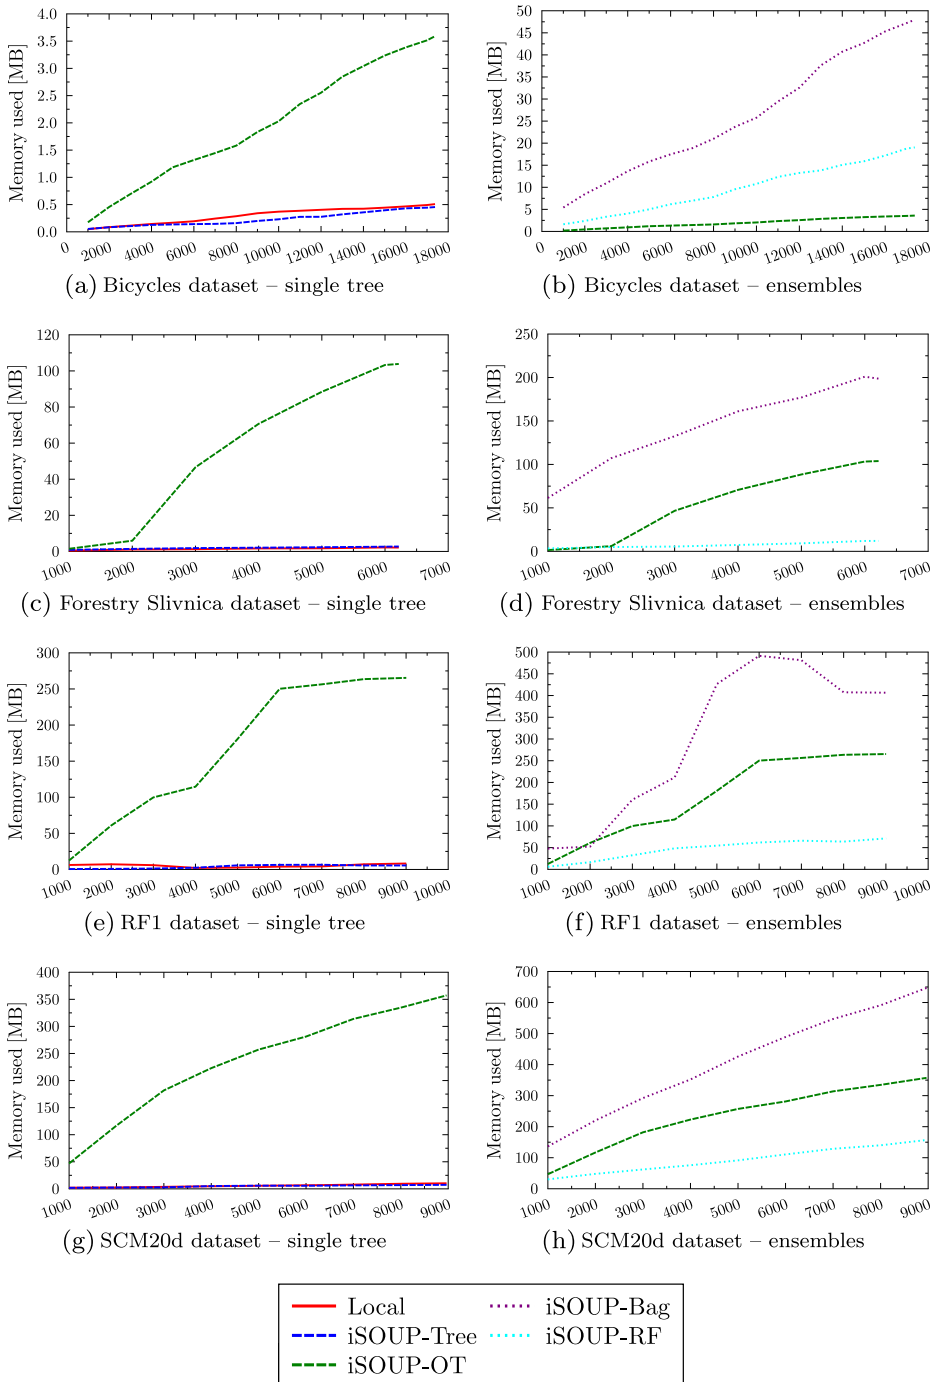 Memory used [MB]
4.0
3.5
3.0
2.5
2.0
1.5
1.0
0.5
0.0
0 2000 4000 6000 8000 10000 12000 14000 16000 18000
(a) Bicycles dataset – single tree
Memory used [MB]
50
45
40
35
30
25
20
15
10
5
0
0 2000 4000 6000 8000 10000 12000 14000 16000 18000
(b) Bicycles dataset – ensembles
Memory used [MB]
120
100
80
60
40
20
0
1000 2000 3000 4000 5000 6000 7000
(c) Forestry Slivnica dataset – single tree
Memory used [MB]
250
200
150
100
50
0
1000 2000 3000 4000 5000 6000 7000
(d) Forestry Slivnica dataset – ensembles
Memory used [MB]
300
250
200
150
100
50
0
1000 2000 3000 4000 5000 6000 7000 8000 9000 10000
(e) RF1 dataset – single tree
Memory used [MB]
500
450
400
350
300
250
200
150
100
50
0
1000 2000 3000 4000 5000 6000 7000 8000 9000 10000
(f) RF1 dataset – ensembles
Memory used [MB]
400
350
300
250
200
150
100
50
0
1000 2000 3000 4000 5000 6000 7000 8000 9000
(g) SCM20d dataset – single tree
Memory used [MB]
700
600
500
400
300
200
100
0
1000 2000 3000 4000 5000 6000 7000 8000 9000
(h) SCM20d dataset – ensembles
Local
iSOUP-Tree
iSOUP-OT
iSOUP-Bag
iSOUP-RF